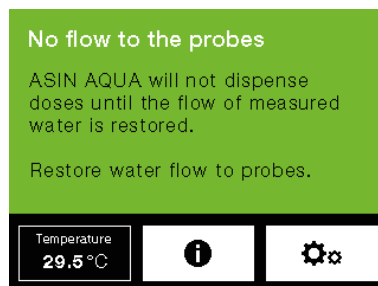 No flow to the probes
ASIN AQUA will not dispense
doses until the flow of measured
water is restored.
Restore water flow to probes.
Temperature
29.5°C
i